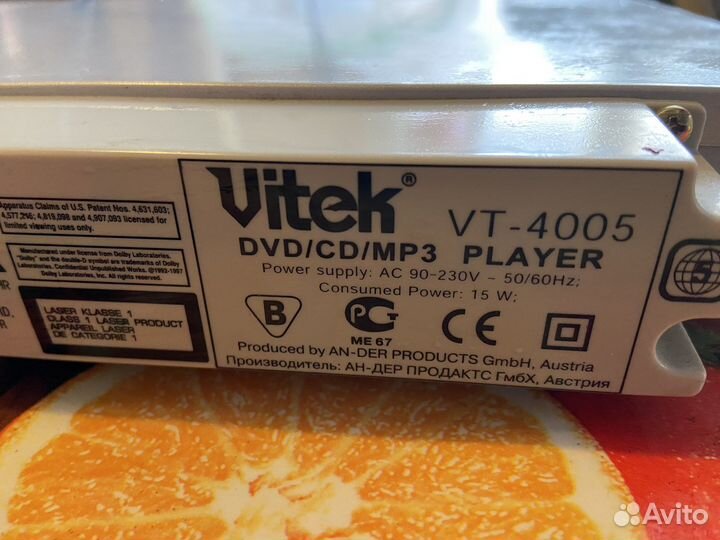 Apparatus Claims of U.S. Patent Nos. 4,631,603;
4,577,216; 4,819,098 and 4,907,093 licensed for
limited viewing uses only.
Manufactured under license from Dolby Laboratories.
"Dolby" and the double-D symbol are trademarks of Dolby
Laboratories. Confidential Unpublished Works. ©1992-1997
Dolby Laboratories, Inc. All rights reserved.
LASER KLASSE 1
CLASS 1 LASER PRODUCT
APPAREIL LASER
DE CATEGORIE 1
Vitek® VT-4005
DVD/CD/MP3 PLAYER
Power supply: AC 90-230V - 50/60Hz;
Consumed Power: 15 W;
B
РСТ
CE
ME 67
Produced by AN-DER PRODUCTS GmbH, Austria
Производитель: АН-ДЕР ПРОДАКТС ГмбХ, Австрия
5
Avito